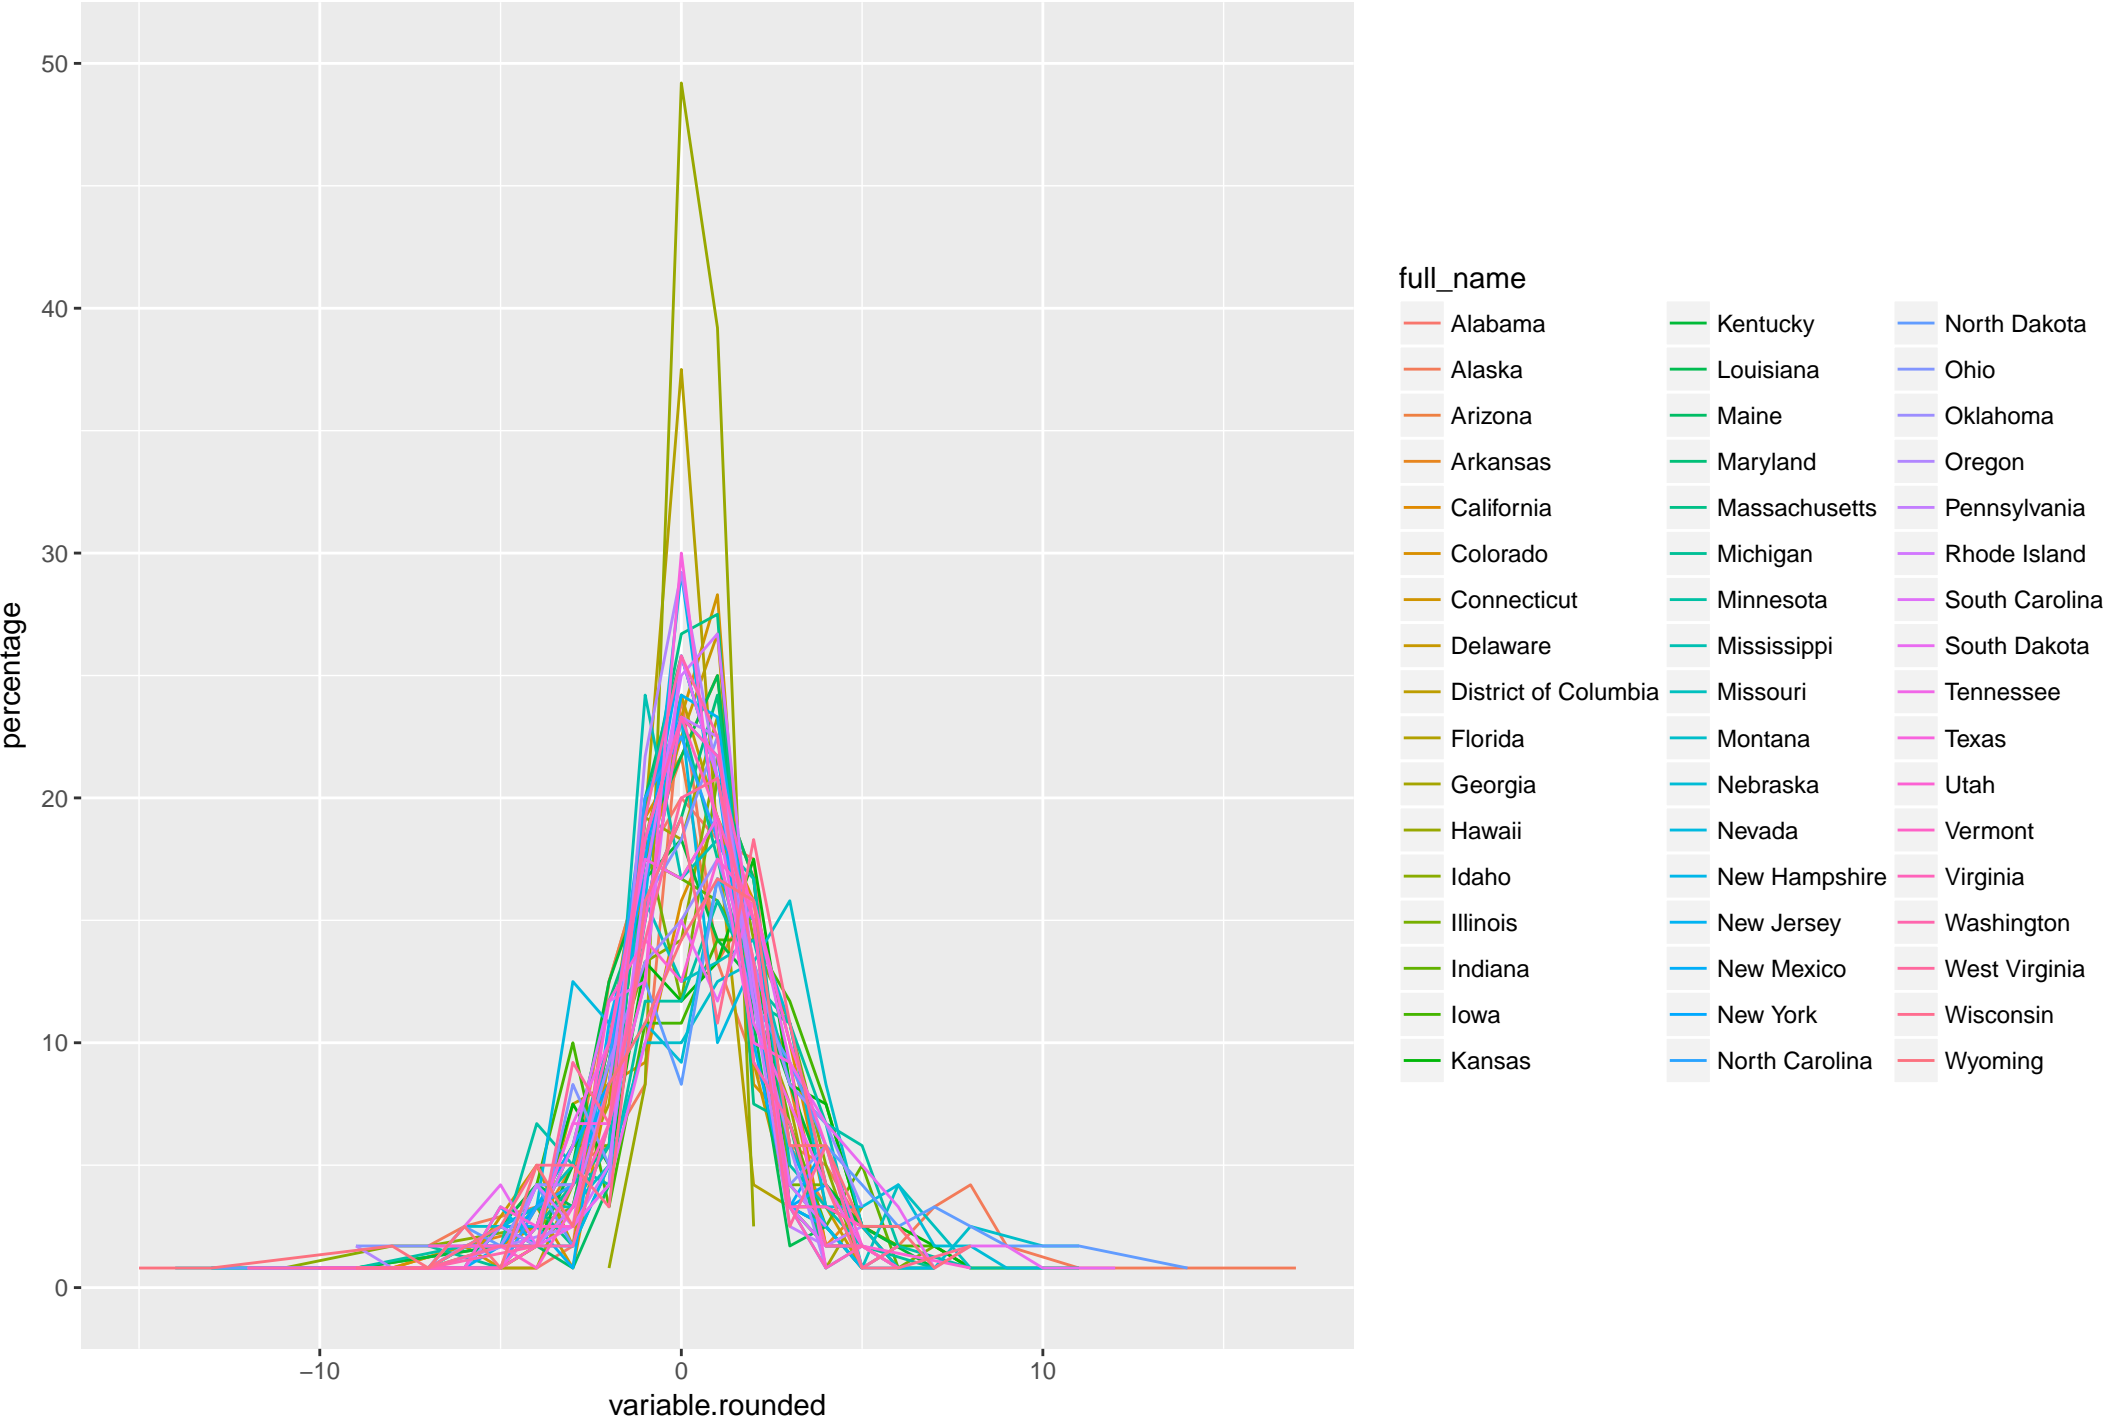 50
40
30
20
10
0
percentage
−10
0
10
variable.rounded
full_name
Alabama
Alaska
Arizona
Arkansas
California
Colorado
Connecticut
Delaware
District of Columbia
Florida
Georgia
Hawaii
Idaho
Illinois
Indiana
Iowa
Kansas
Kentucky
Louisiana
Maine
Maryland
Massachusetts
Michigan
Minnesota
Mississippi
Missouri
Montana
Nebraska
Nevada
New Hampshire
New Jersey
New Mexico
New York
North Carolina
North Dakota
Ohio
Oklahoma
Oregon
Pennsylvania
Rhode Island
South Carolina
South Dakota
Tennessee
Texas
Utah
Vermont
Virginia
Washington
West Virginia
Wisconsin
Wyoming